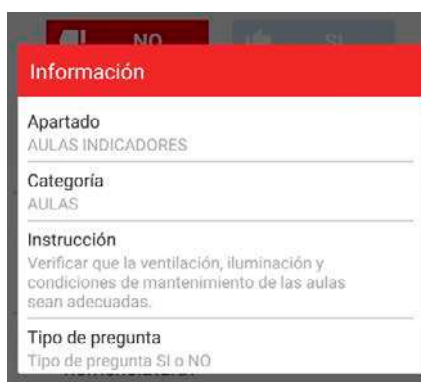 NO
SI
Información
Apartado
AULAS INDICADORES
Categoría
AULAS
Instrucción
Verificar que la ventilación, iluminación y
condiciones de mantenimiento de las aulas
sean adecuadas.
Tipo de pregunta
Tipo de pregunta SI o NO